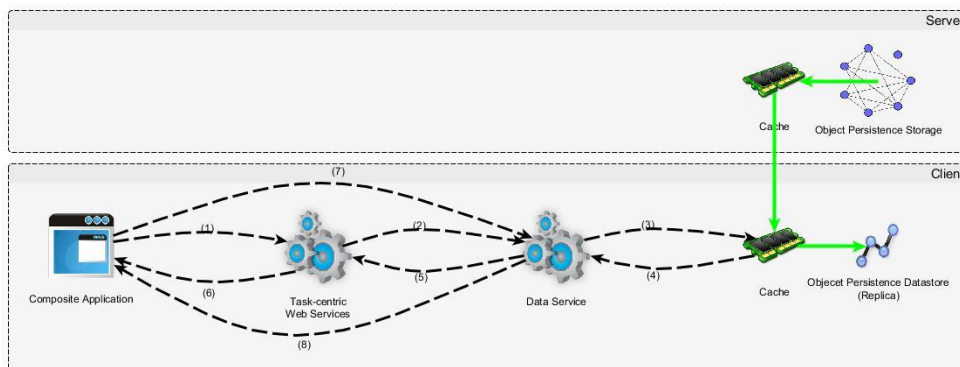 Serve
Cache
Object Persistence Storage
Clien
(7)
(1)
(2)
(3)
(5)
(4)
(6)
Composite Application
Task-centric
Web Services
Data Service
Cache
Objecet Persistence Datastore
(Replica)
(8)